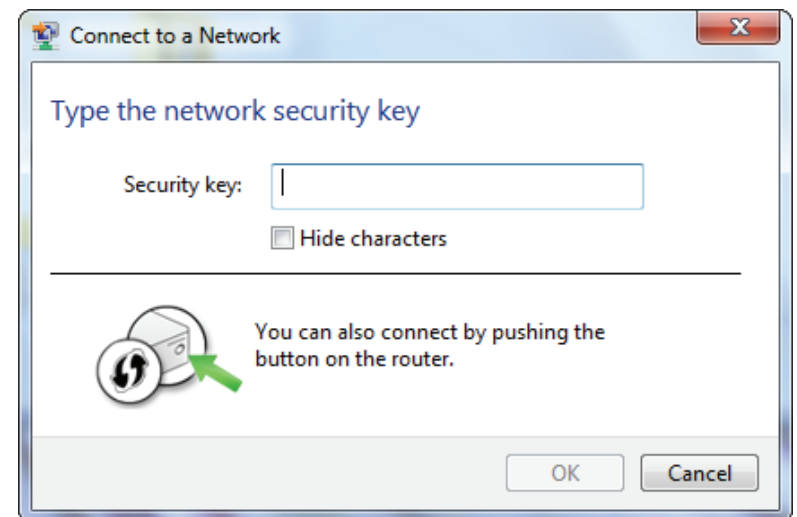 Connect to a Network
Type the network security key
Security key:
Hide characters
You can also connect by pushing the
button on the router.
OK
Cancel